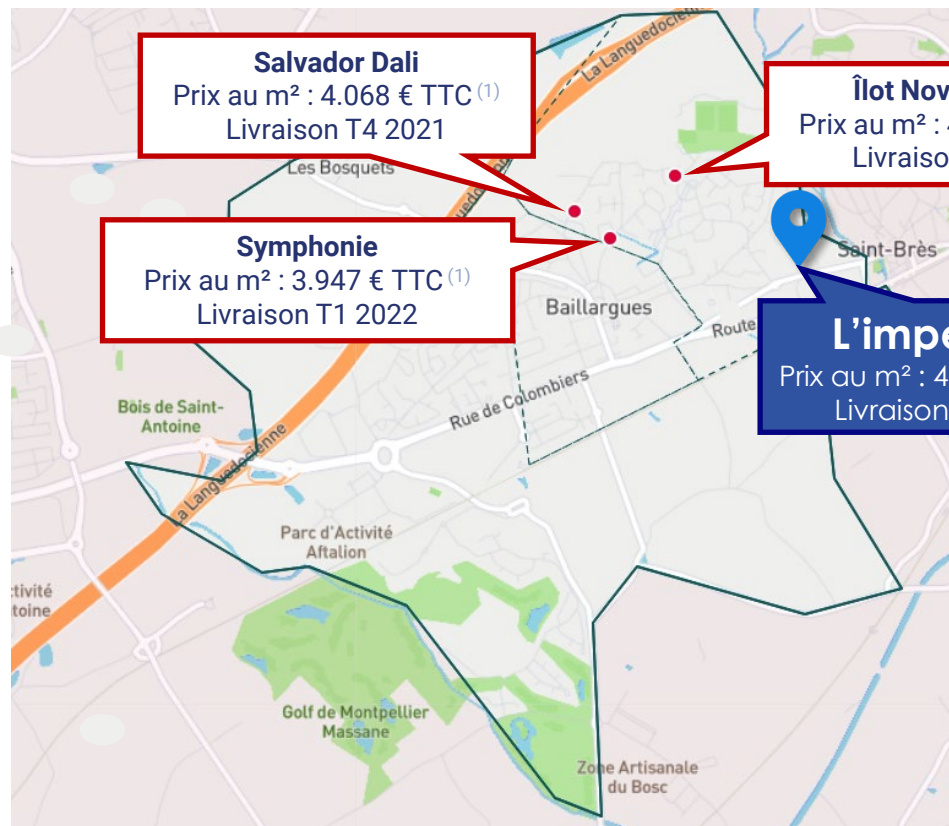 Salvador Dali
Prix au m² : 4.068 € TTC (1)
Livraison T4 2021
Îlot Nov
Prix au m² : 4
Livraiso
La Languedocienne
Les Bosquets
Symphonie
Prix au m² : 3.947 € TTC (1)
Livraison T1 2022
Saint-Brès
Baillargues
Route
L'impe
Prix au m² : 4
Livraison
Rue de Colombiers
Bois de Saint-
Antoine
La Languedocienne
Parc d'Activité
Aftalion
tivité
toine
Golf de Montpellier
Massane
Zone Artisanale
du Bosc